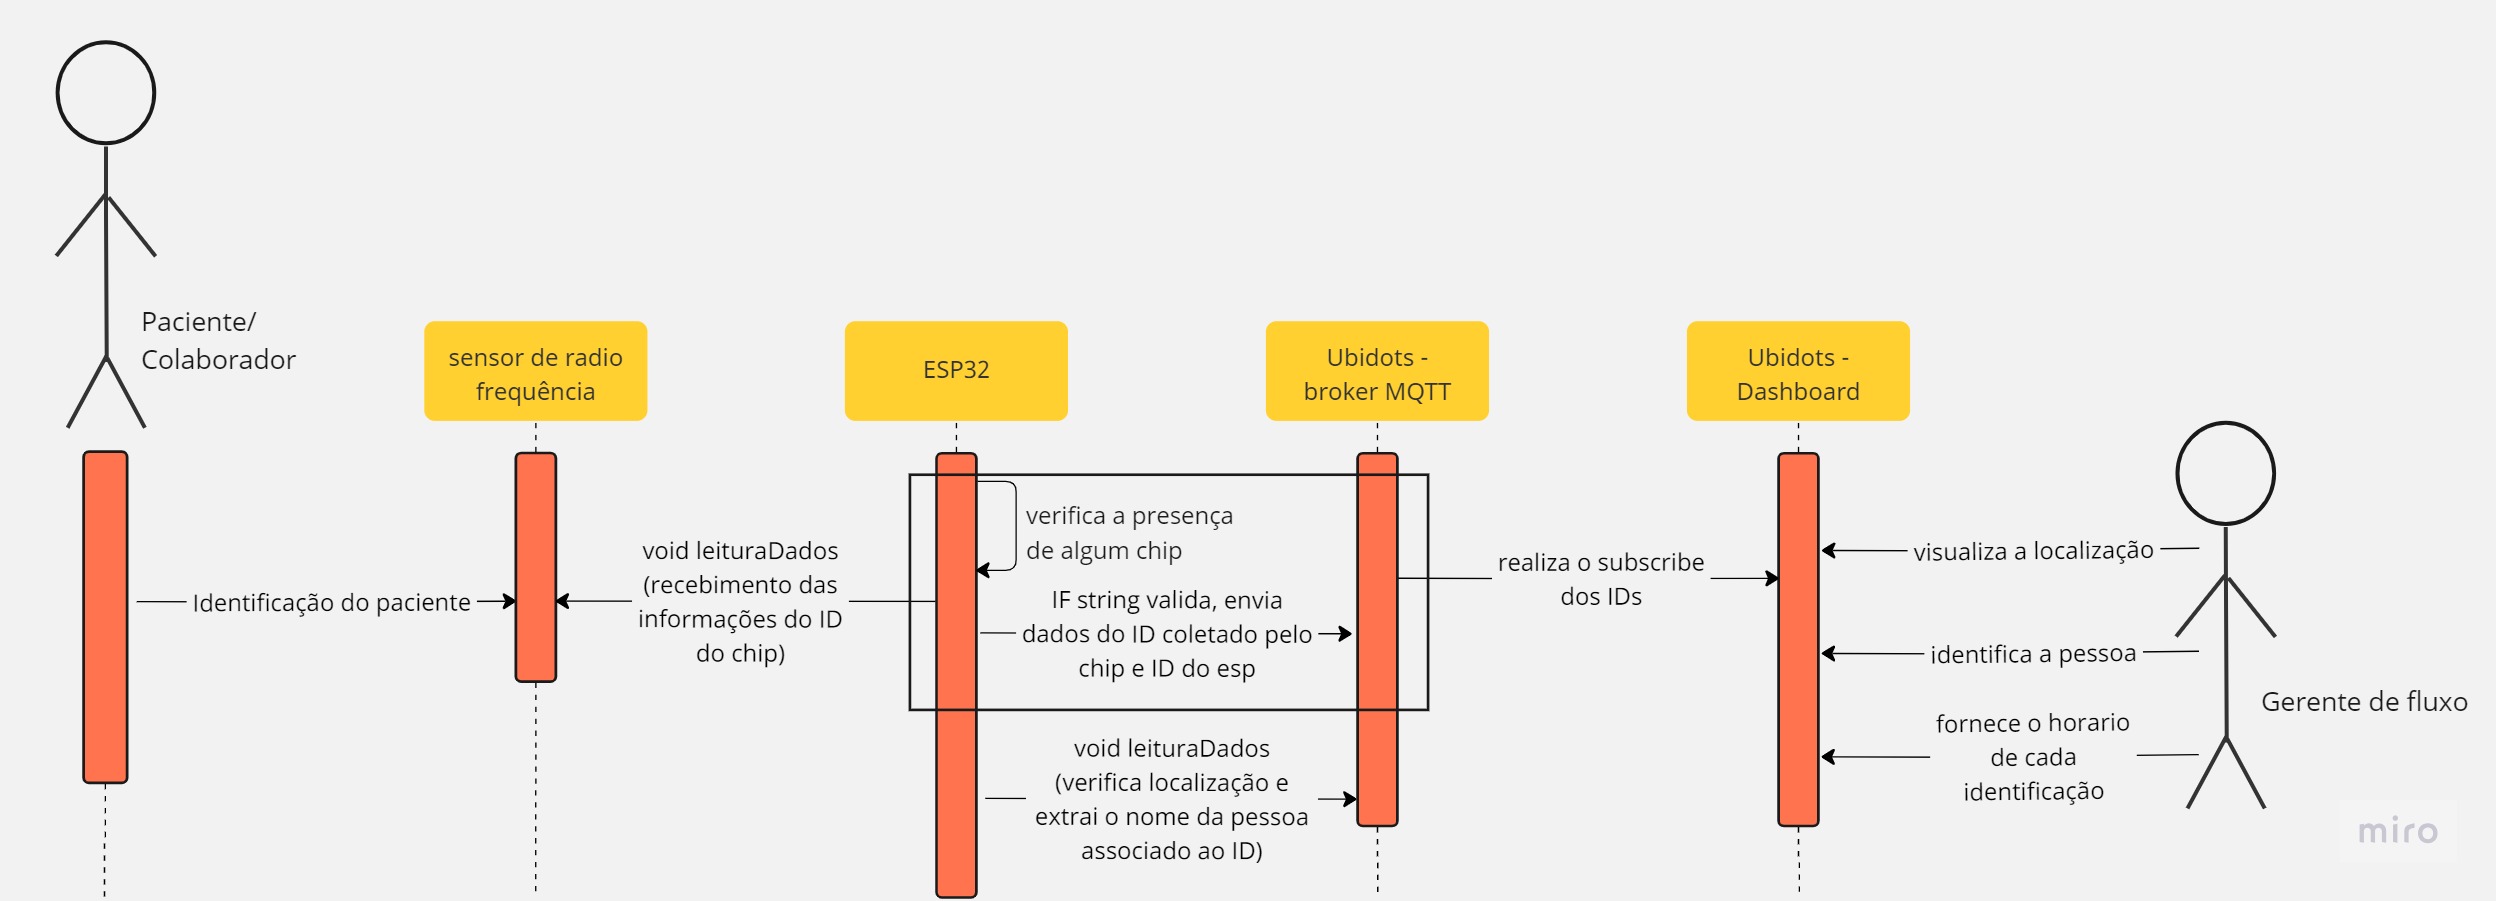 Paciente/
Colaborador
sensor de radio
frequência
ESP32
Ubidots -
broker MQTT
Ubidots -
Dashboard
Identificação do paciente
void leituraDados
(recebimento das
informações do ID
do chip)
verifica a presença
de algum chip
IF string valida, envia
dados do ID coletado pelo
chip e ID do esp
void leituraDados
(verifica localização e
extrai o nome da pessoa
associado ao ID)
realiza o subscribe
dos IDs
visualiza a localização
identifica a pessoa
fornece o horario
de cada
identificação
Gerente de fluxo
miro